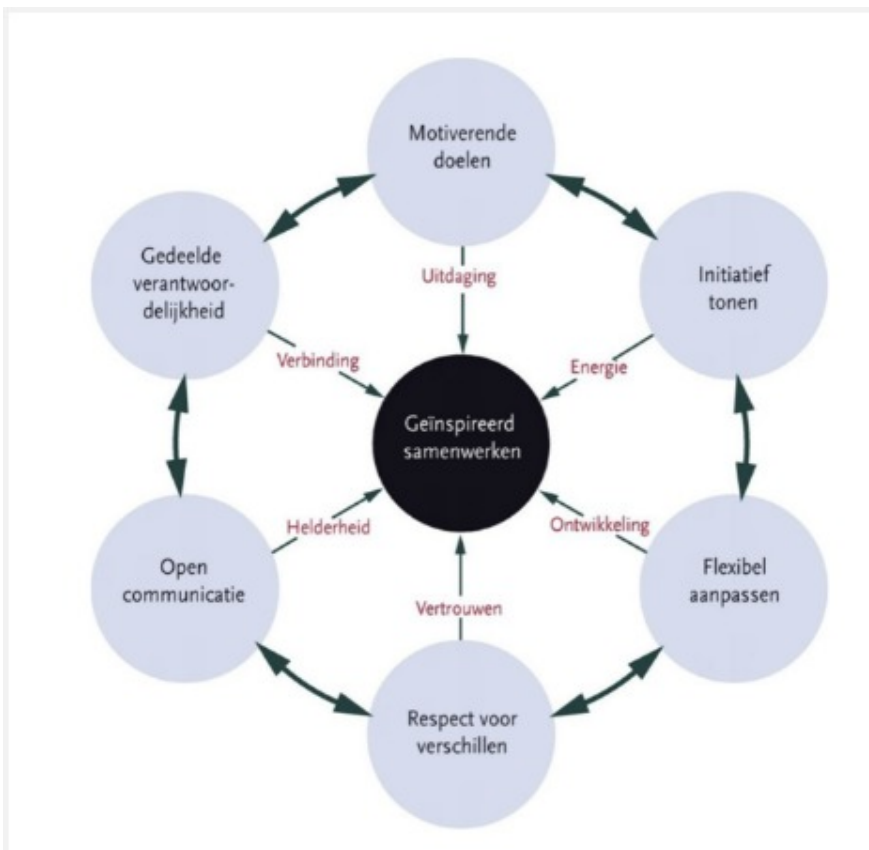 Motiverende
doelen
Gedeelde
verantwoor-
delijkheid
Initiatief
tonen
Uitdaging
Verbinding
Energie
Geïnspireerd
samenwerken
Helderheid
Ontwikkeling
Open
communicatie
Flexibel
aanpassen
Vertrouwen
Respect voor
verschillen